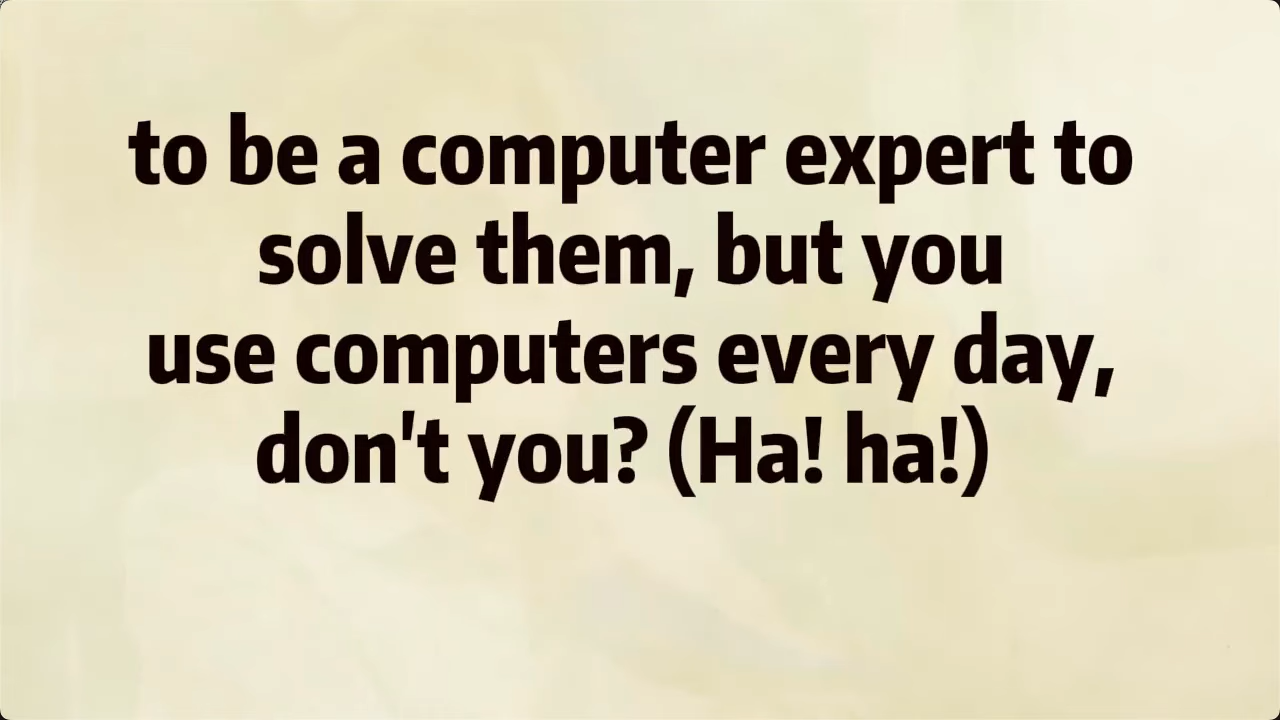 to be a computer expert to
solve them, but you
use computers every day,
don't you? (Ha! ha!)